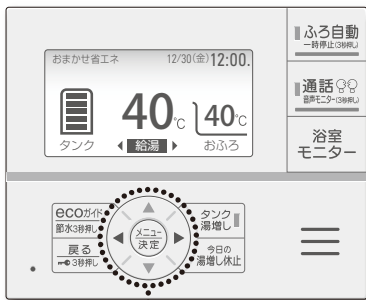 おまかせ省エネ 12/30(金)12:00.
40℃ 40℃
タンク 給湯 おふろ
ふろ自動
一時停止(3秒押し)
通話
音声モニター(3秒押し)
浴室
モニター
ecoガイド
節水3秒押し
戻る
3秒押し
メニュー
決定
タンク
湯増し
今日の
湯増し休止